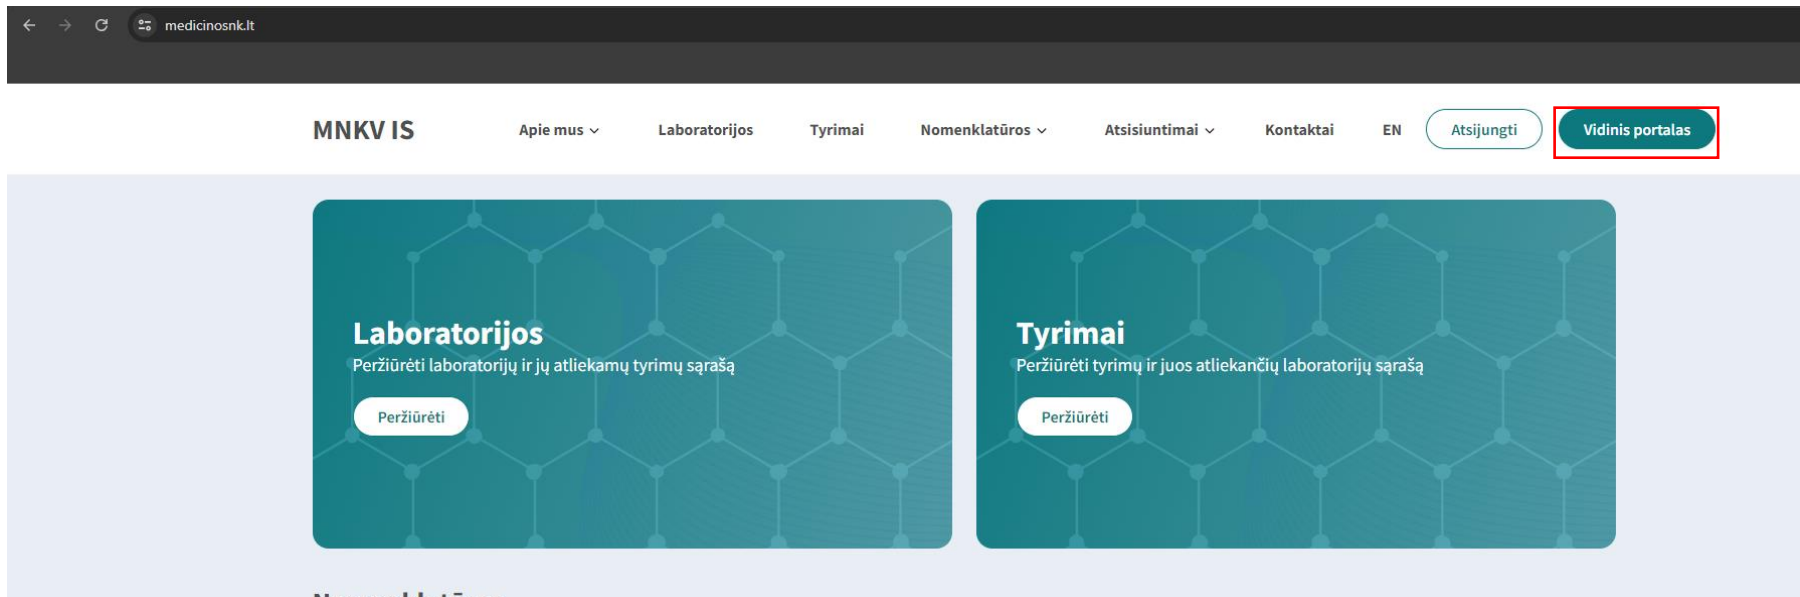 medicinosnk.lt
MNKV IS Apie mus Laboratorijos Tyrimai Nomenklatūros Atsisiuntimai Kontaktai EN Atsijungti Vidinis portalas
Laboratorijos
Peržiūrėti laboratorijų ir jų atliekamų tyrimų sąrašą
Peržiūrėti
Tyrimai
Peržiūrėti tyrimų ir juos atliekančių laboratorijų sąrašą
Peržiūrėti